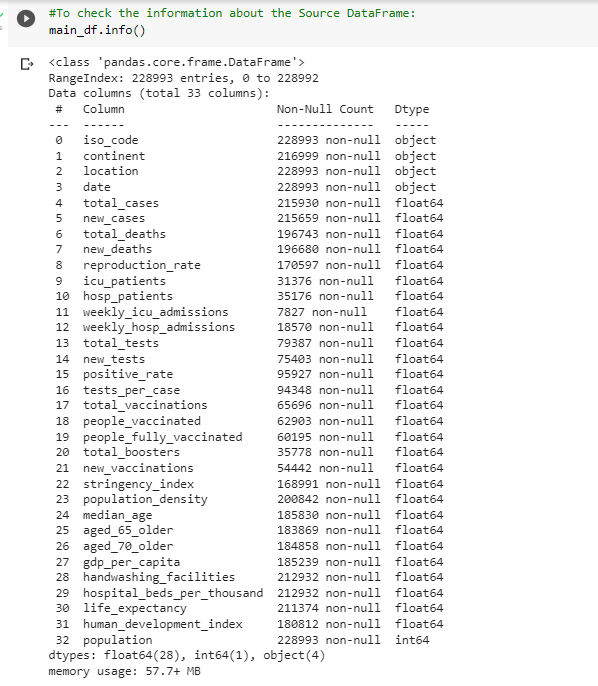 #To check the information about the Source DataFrame:
main_df.info()
<class 'pandas.core.frame.DataFrame'>
RangeIndex: 228993 entries, 0 to 228992
Data columns (total 33 columns):
 #   Column                     Non-Null Count   Dtype
---  ------                     --------------   -----
 0   iso_code                   228993 non-null  object
 1   continent                  216999 non-null  object
 2   location                   228993 non-null  object
 3   date                       228993 non-null  object
 4   total_cases                215930 non-null  float64
 5   new_cases                  215659 non-null  float64
 6   total_deaths               196743 non-null  float64
 7   new_deaths                 196680 non-null  float64
 8   reproduction_rate          170597 non-null  float64
 9   icu_patients               31376 non-null   float64
 10  hosp_patients              35176 non-null   float64
 11  weekly_icu_admissions      7827 non-null    float64
 12  weekly_hosp_admissions     18570 non-null   float64
 13  total_tests                79387 non-null   float64
 14  new_tests                  75403 non-null   float64
 15  positive_rate              95927 non-null   float64
 16  tests_per_case             94348 non-null   float64
 17  total_vaccinations         65696 non-null   float64
 18  people_vaccinated          62903 non-null   float64
 19  people_fully_vaccinated    60195 non-null   float64
 20  total_boosters             35778 non-null   float64
 21  new_vaccinations           54442 non-null   float64
 22  stringency_index           168991 non-null  float64
 23  population_density         200842 non-null  float64
 24  median_age                 185830 non-null  float64
 25  aged_65_older              183869 non-null  float64
 26  aged_70_older              184858 non-null  float64
 27  gdp_per_capita             185239 non-null  float64
 28  handwashing_facilities     212932 non-null  float64
 29  hospital_beds_per_thousand 212932 non-null  float64
 30  life_expectancy            211374 non-null  float64
 31  human_development_index    180812 non-null  float64
 32  population                 228993 non-null  int64
dtypes: float64(28), int64(1), object(4)
memory usage: 57.7+ MB